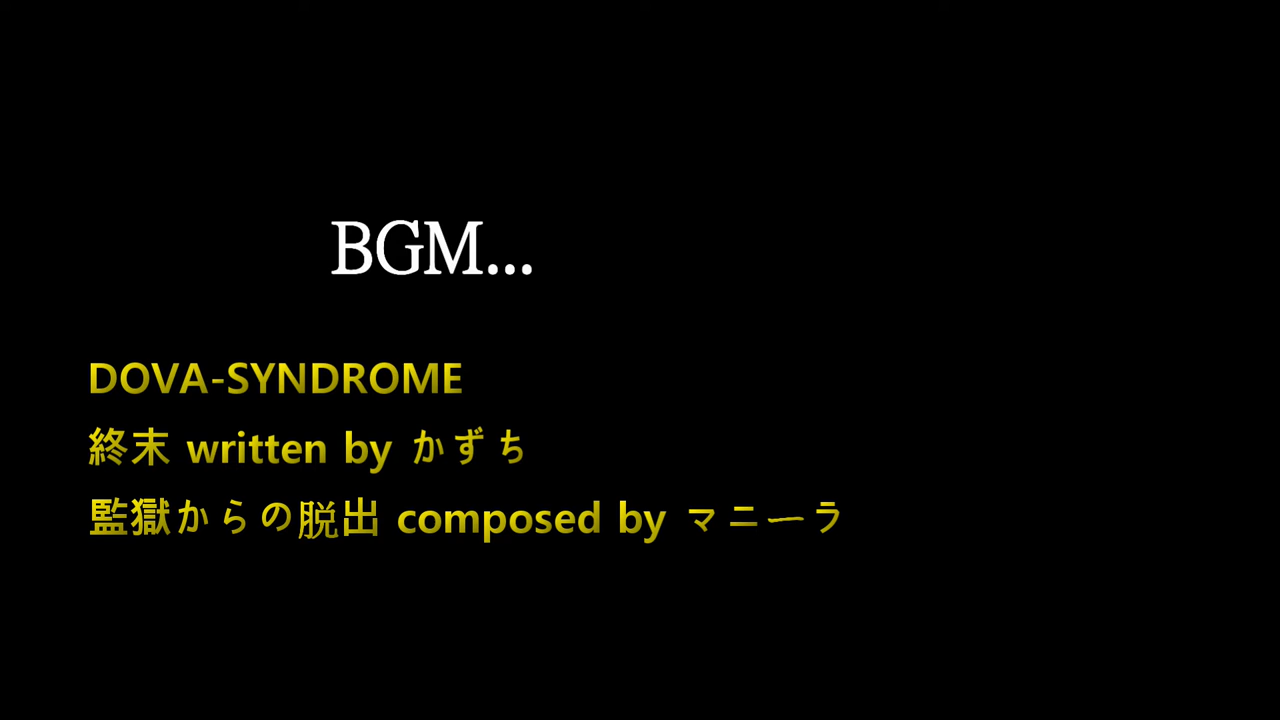 BGM...
DOVA-SYNDROME
終末 written by かずち
監獄からの脱出 composed by マニーラ